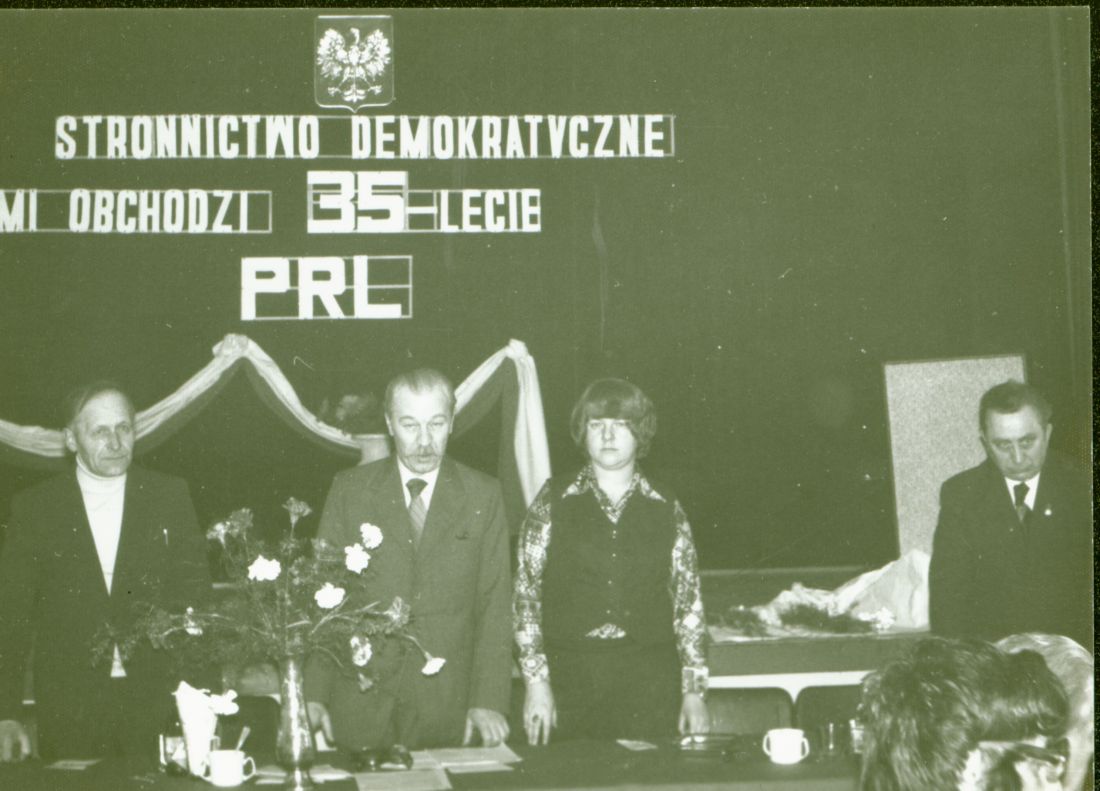 STRONNICTWO DEMOKRATYCZNE
MI OBCHODZI 35-LECIE
PRL